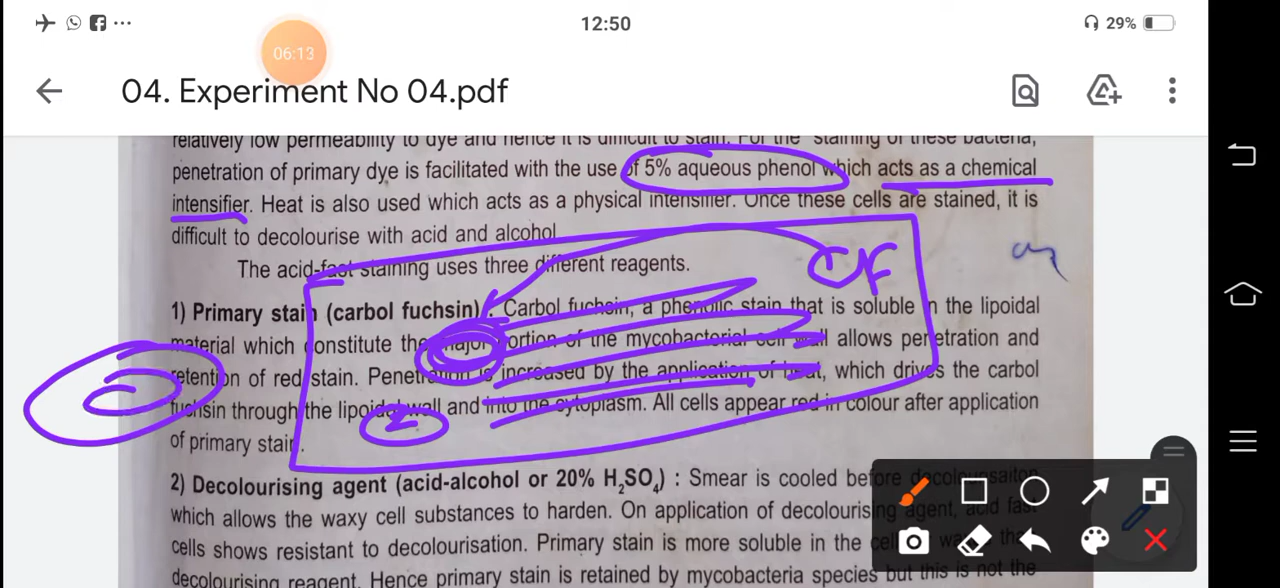 12:50
29%
06:13
04. Experiment No 04.pdf
relatively low permeability to dye and hence it is difficult to stain. For the staining of these bacteria,
penetration of primary dye is facilitated with the use of 5% aqueous phenol which acts as a chemical
intensifier. Heat is also used which acts as a physical intensifier. Once these cells are stained, it is
difficult to decolourise with acid and alcohol
The acid-fast staining uses three different reagents.
CF
1) Primary stain (carbol fuchsin) : Carbol fuchsin, a phenolic stain that is soluble in the lipoidal
material which constitute the major portion of the mycobacterial cell wall allows penetration and
retention of red stain. Penetration is increased by the application of heat, which drives the carbol
fuchsin through the lipoidal wall and into the cytoplasm. All cells appear red in colour after application
of primary stain.
2) Decolourising agent (acid-alcohol or 20% H₂SO₄) : Smear is cooled before decoloursaiton
which allows the waxy cell substances to harden. On application of decolourising agent, acid fast
cells shows resistant to decolourisation. Primary stain is more soluble in the
decolourising reagent. Hence primary stain is retained by mycobacteria species but this is not the